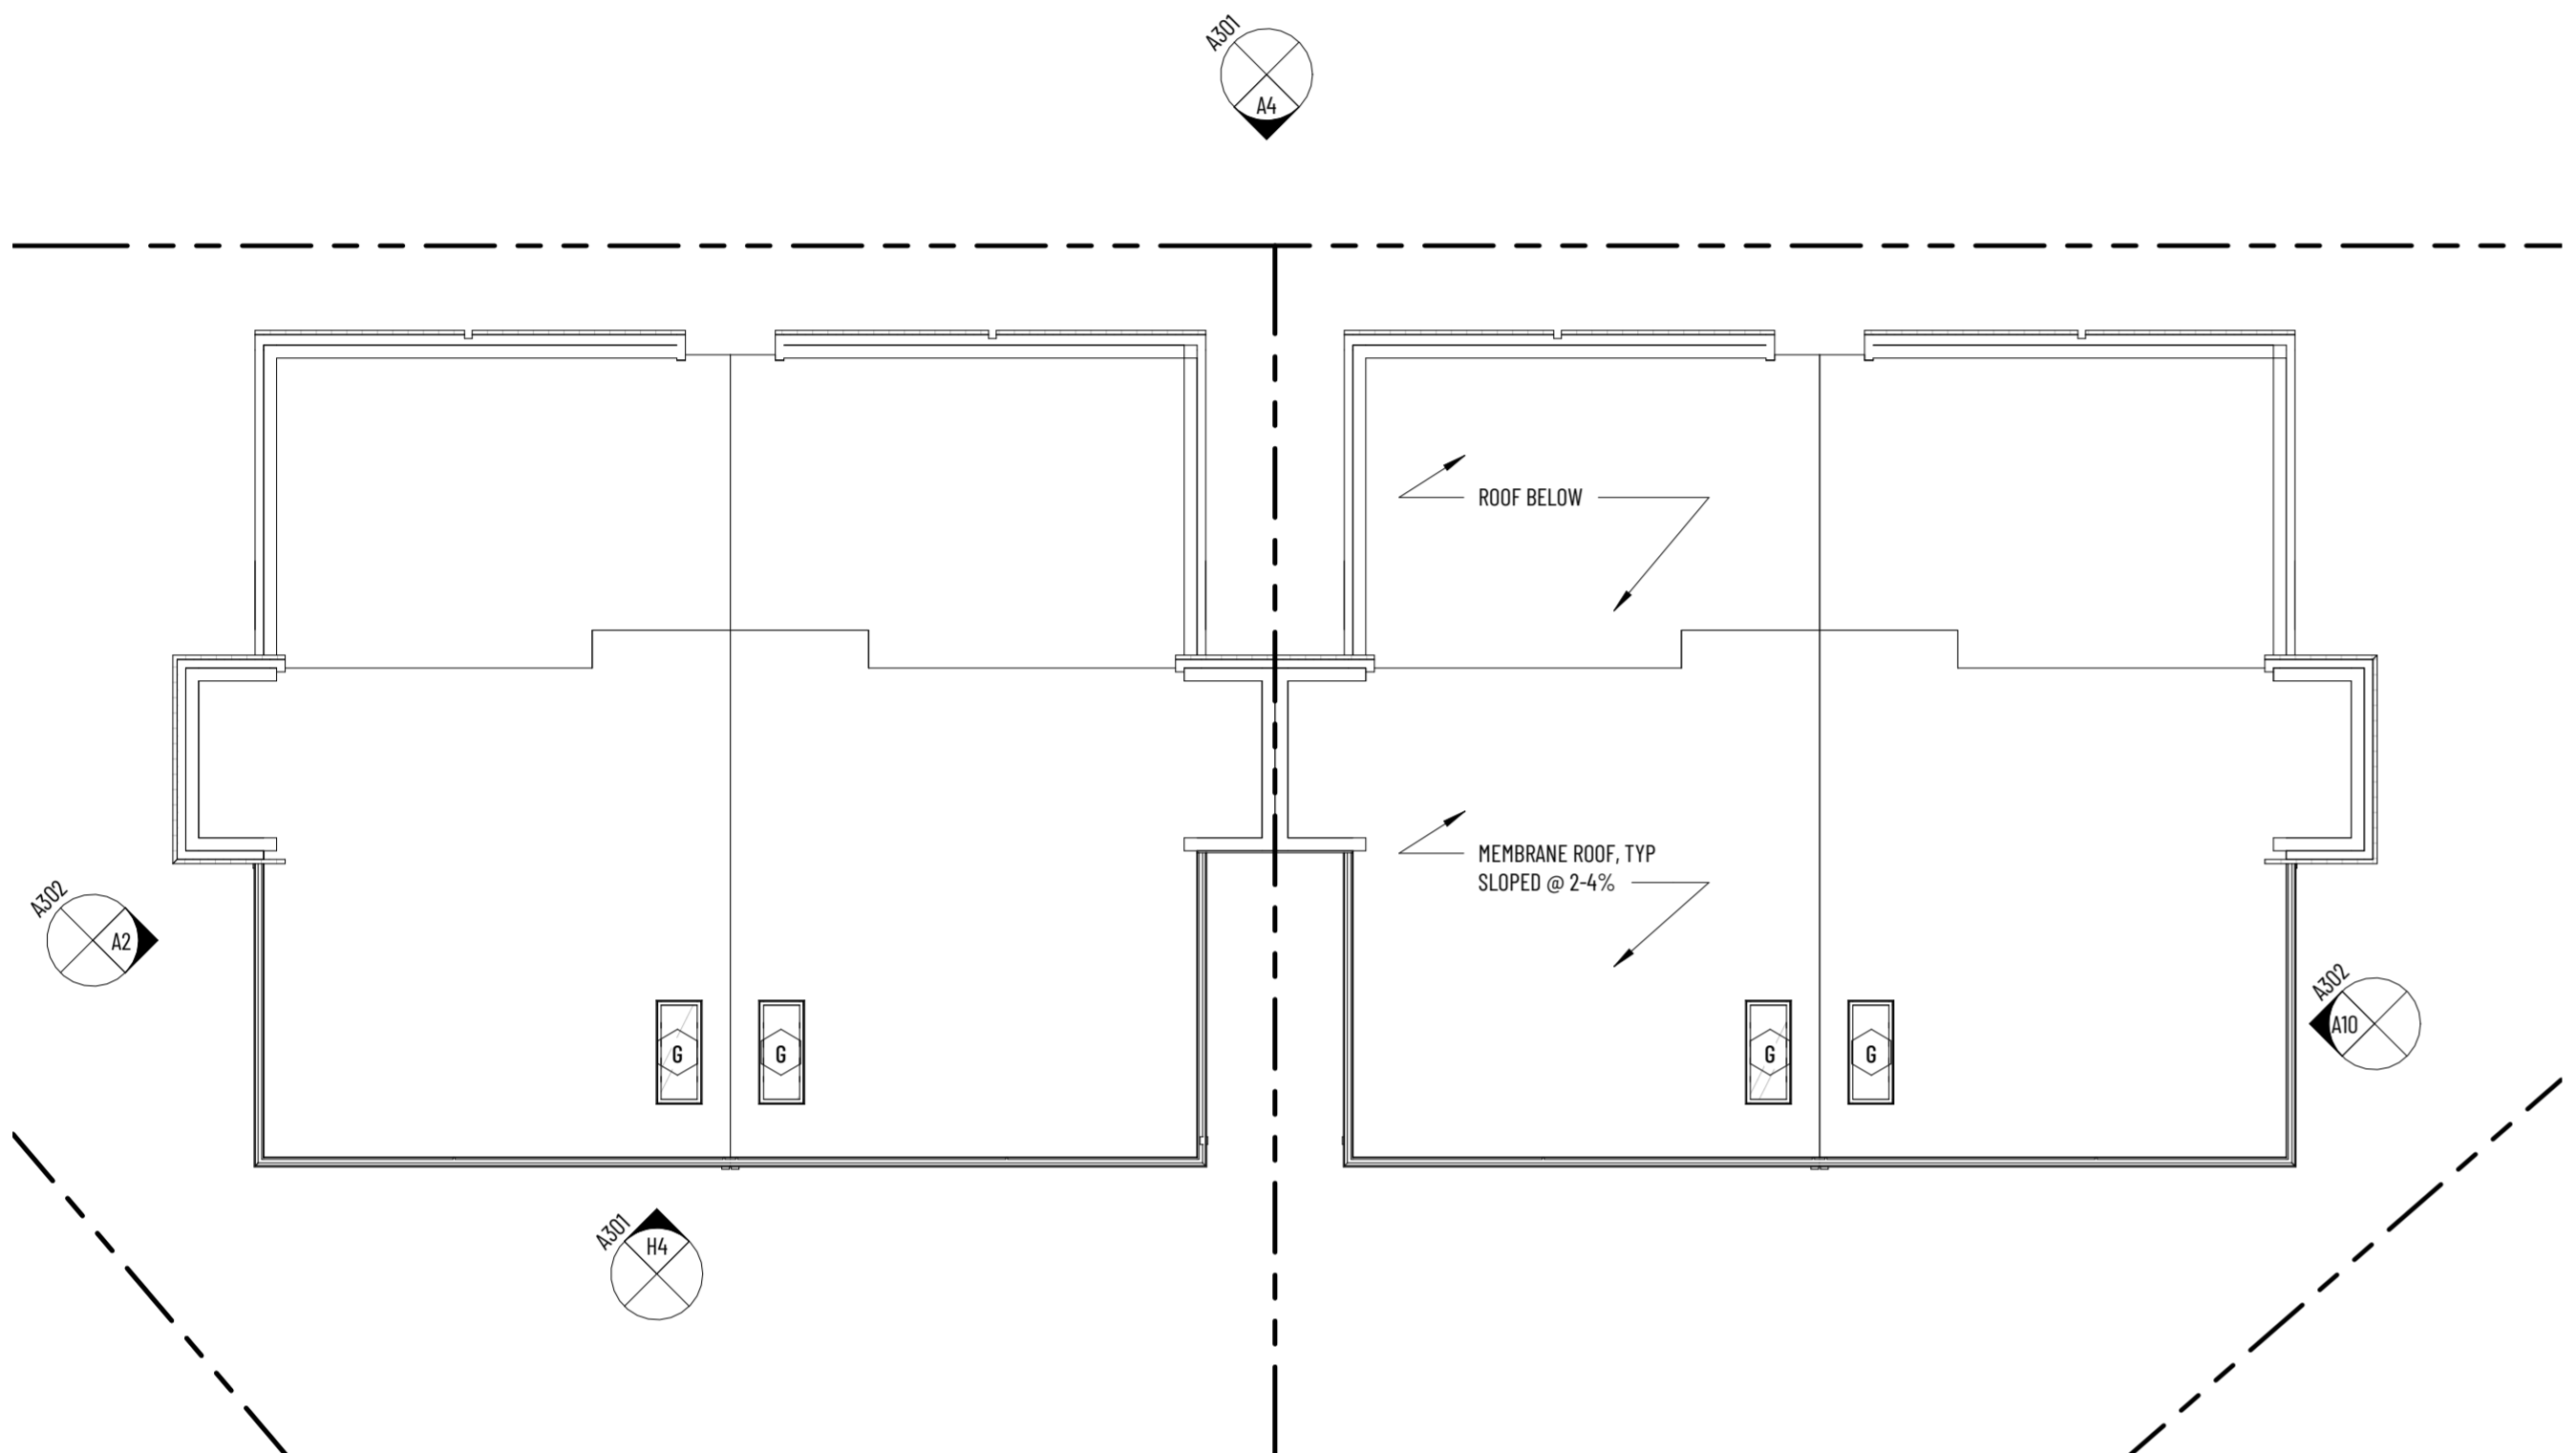 A301
A4
ROOF BELOW
MEMBRANE ROOF, TYP
SLOPED @ 2-4%
A302
A2
A302
A10
G
G
G
G
A301
H4